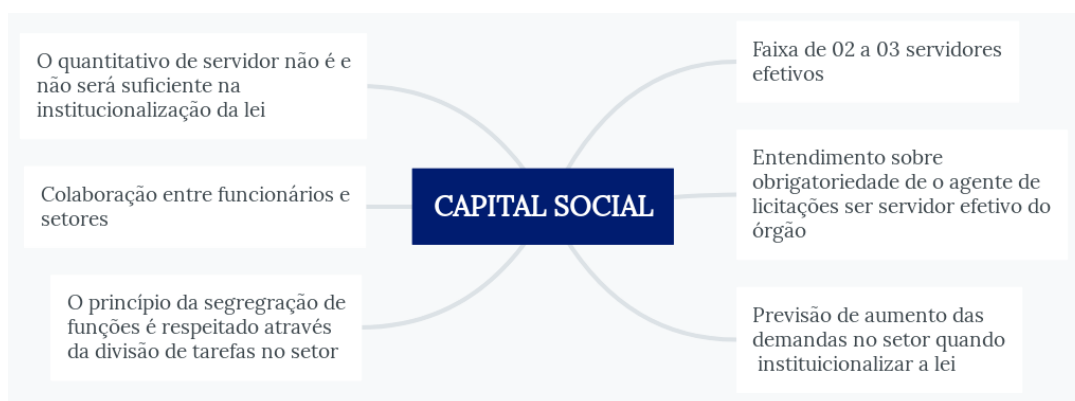 O quantitativo de servidor não é e
não será suficiente na
institucionalização da lei
Colaboração entre funcionários e
setores
O princípio da segregração de
funções é respeitado através
da divisão de tarefas no setor
CAPITAL SOCIAL
Faixa de 02 a 03 servidores
efetivos
Entendimento sobre
obrigatoriedade de o agente de
licitações ser servidor efetivo do
órgão
Previsão de aumento das
demandas no setor quando
instituicionalizar a lei